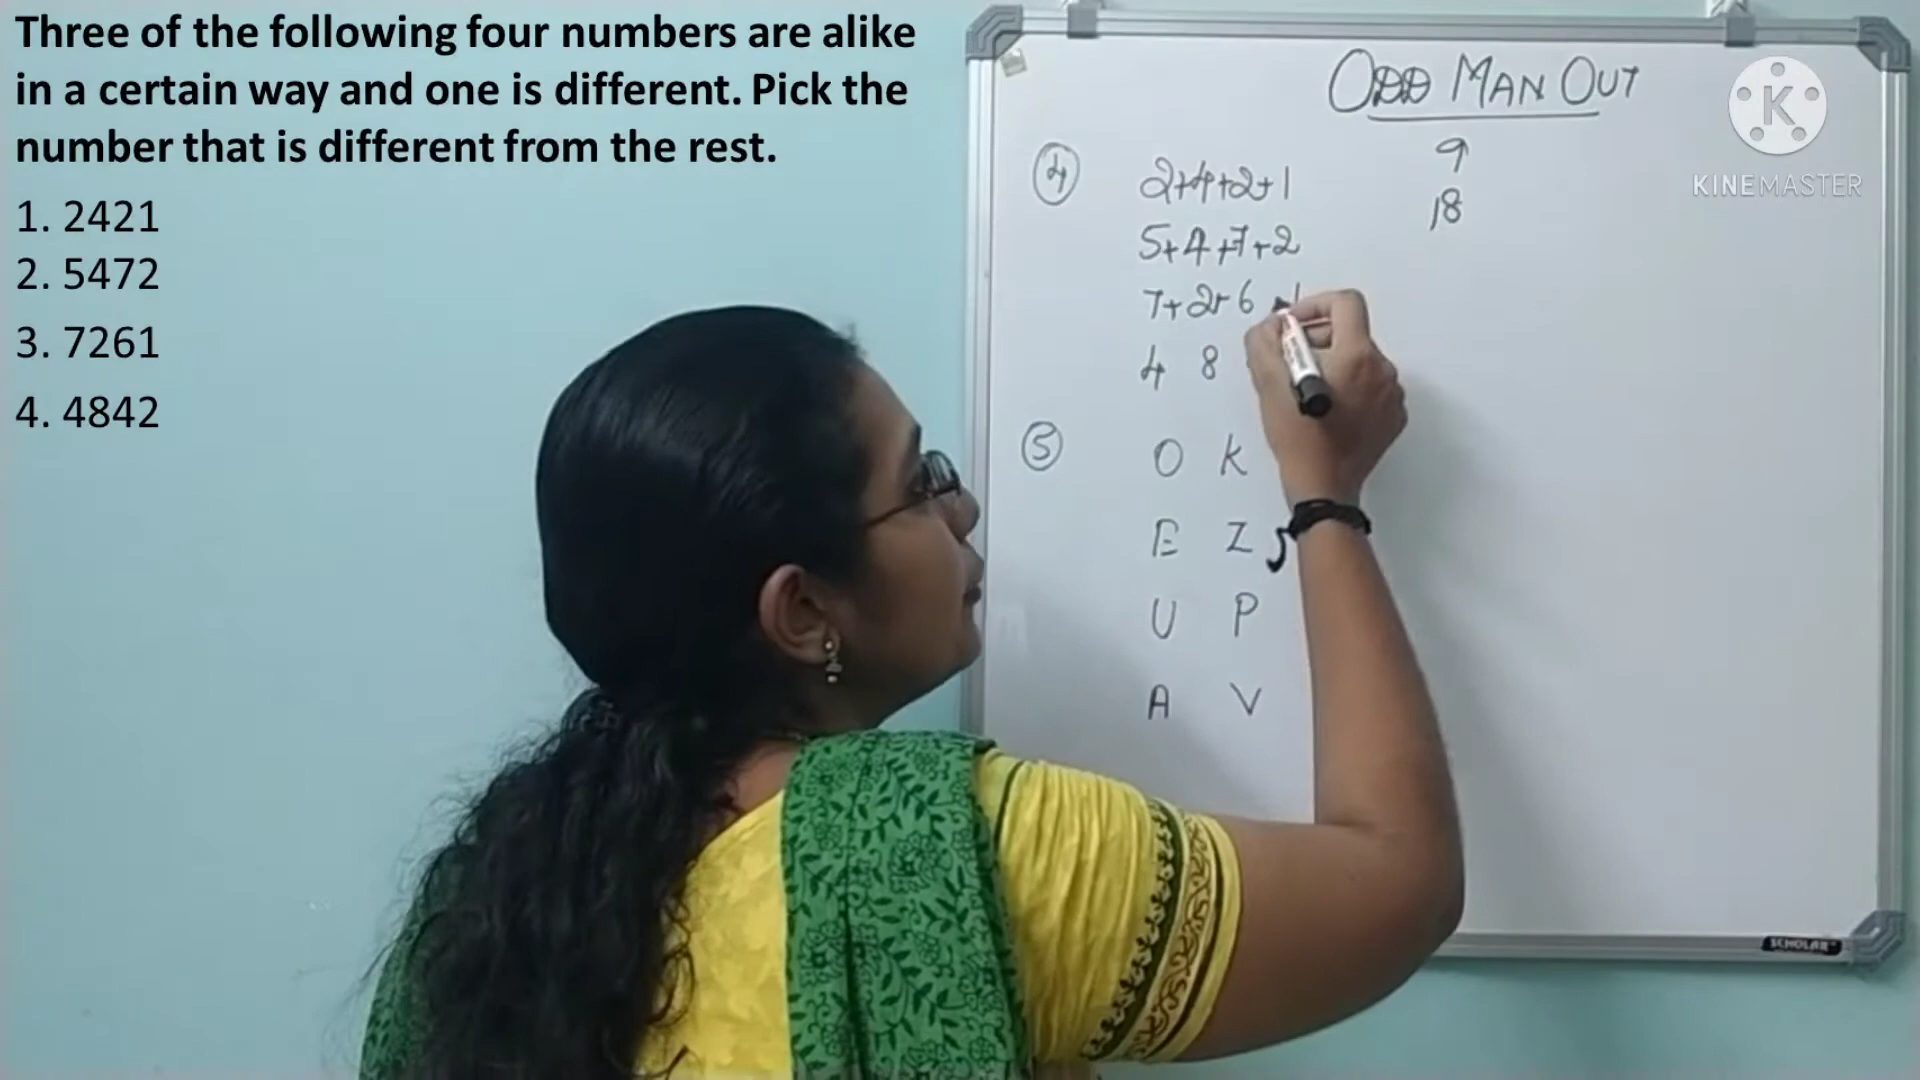 Three of the following four numbers are alike
in a certain way and one is different. Pick the
number that is different from the rest.
1. 2421
2. 5472
3. 7261
4. 4842
ODD MAN OUT
KINEMASTER
4 2+4+2+1 9
5+4+7+2 18
7+2+6 1
4 8
5 O K
E Z
U P
A V
SCHOLAR